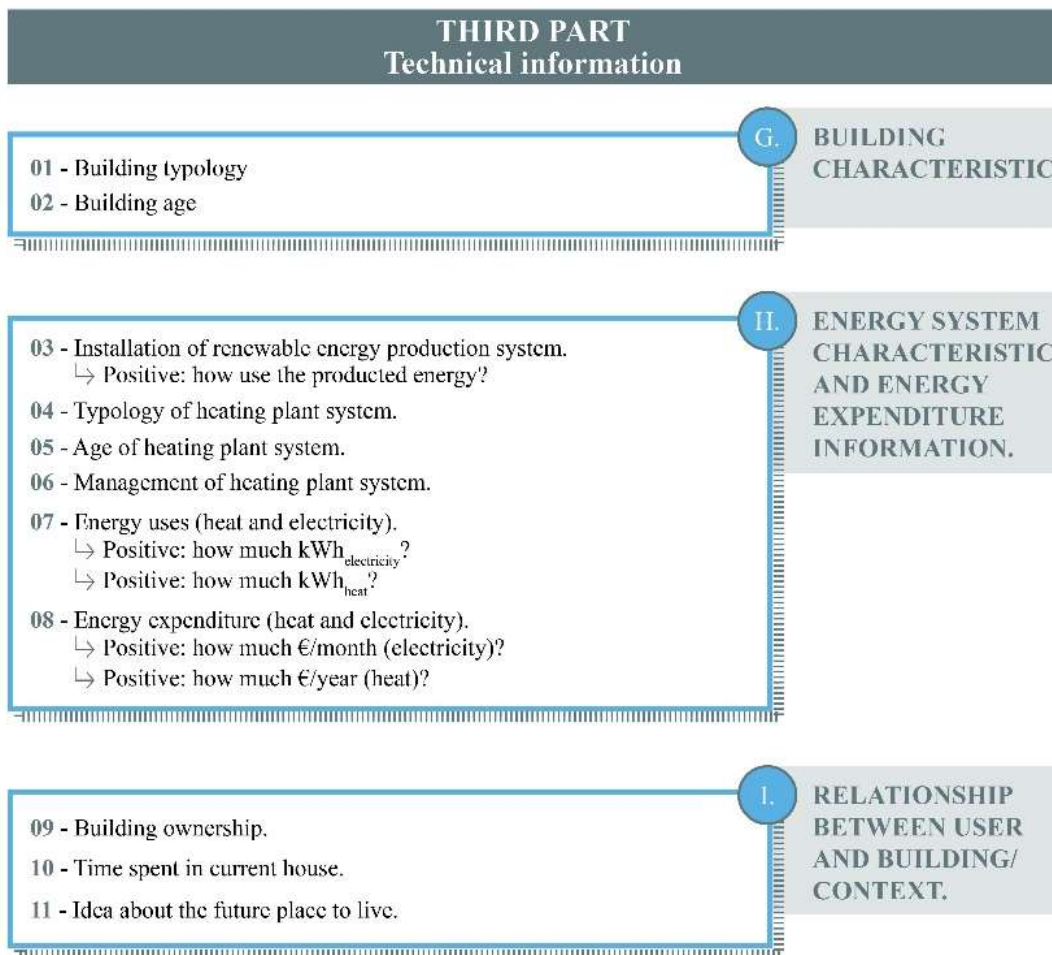 THIRD PART
Technical information
G.
BUILDING
CHARACTERISTIC
01 - Building typology
02 - Building age
H.
ENERGY SYSTEM
CHARACTERISTIC
AND ENERGY
EXPENDITURE
INFORMATION.
03 - Installation of renewable energy production system.
↳ Positive: how use the producted energy?
04 - Typology of heating plant system.
05 - Age of heating plant system.
06 - Management of heating plant system.
07 - Energy uses (heat and electricity).
↳ Positive: how much kWh electricity?
↳ Positive: how much kWh heat?
08 - Energy expenditure (heat and electricity).
↳ Positive: how much €/month (electricity)?
↳ Positive: how much €/year (heat)?
I.
RELATIONSHIP
BETWEEN USER
AND BUILDING/
CONTEXT.
09 - Building ownership.
10 - Time spent in current house.
11 - Idea about the future place to live.